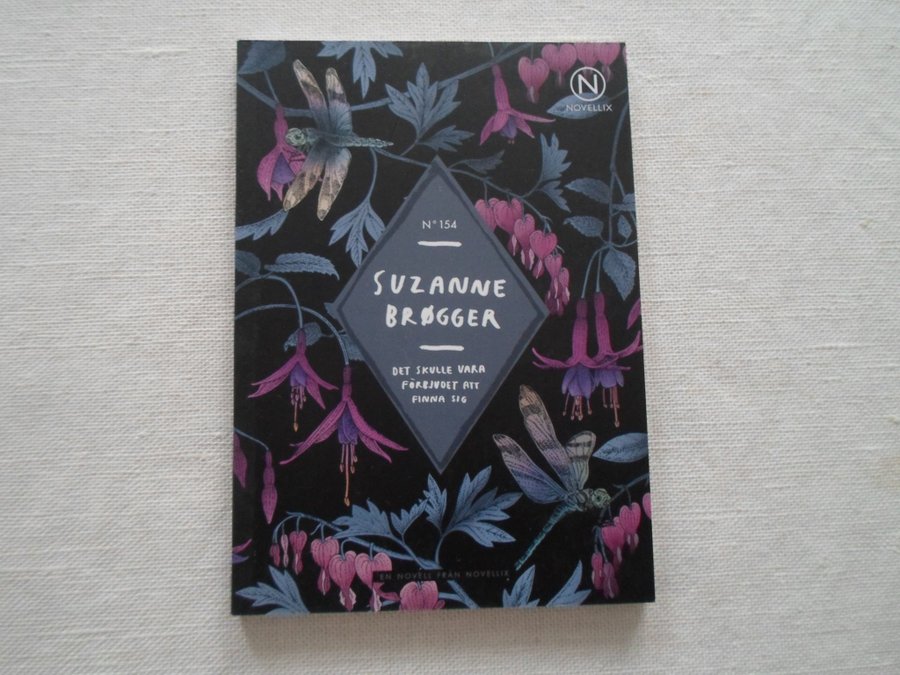 N
NOVELLIX
N° 154
SUZANNE
BRØGGER
DET SKULLE VARA
FÖRBJUDET ATT
FINNA SIG
EN NOVELL FRÅN NOVELLIX